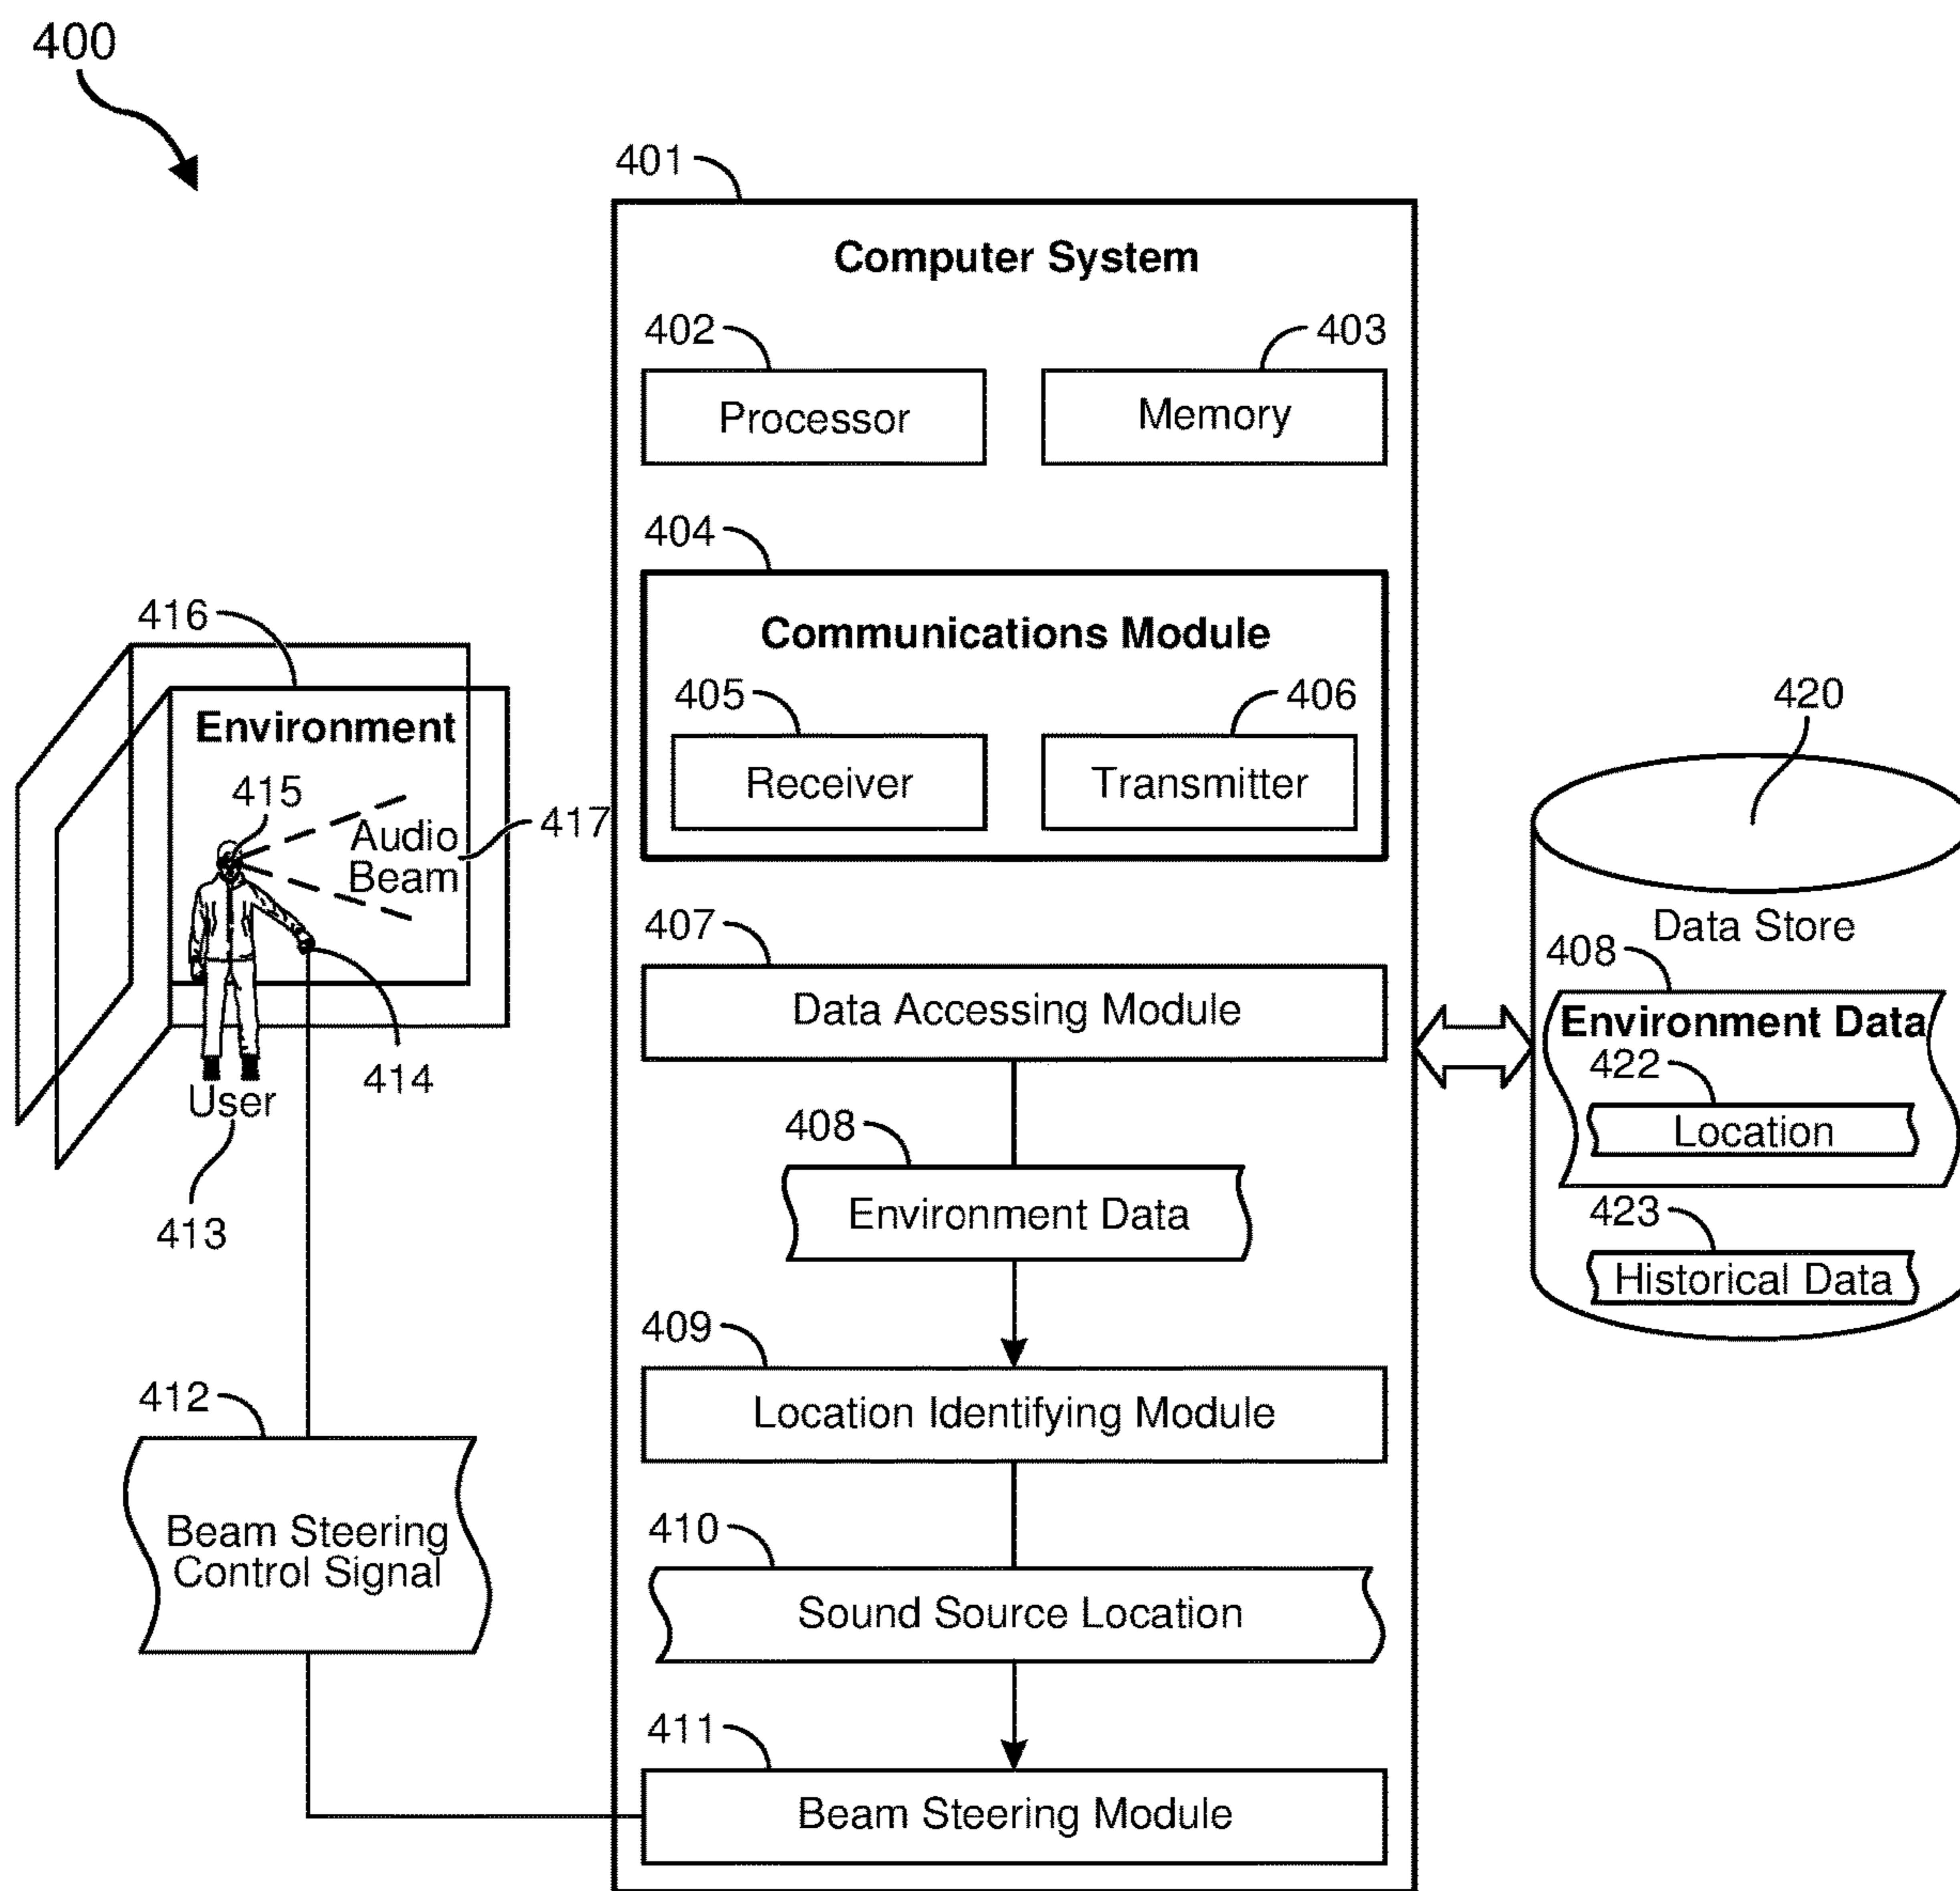 400
401
Computer System
402
403
Processor
Memory
404
Communications Module
405
406
Receiver
Transmitter
407
Data Accessing Module
408
Environment Data
409
Location Identifying Module
410
Sound Source Location
411
Beam Steering Module
416
Environment
415
Audio
Beam
417
414
User
413
412
Beam Steering
Control Signal
420
Data Store
408
Environment Data
422
Location
423
Historical Data